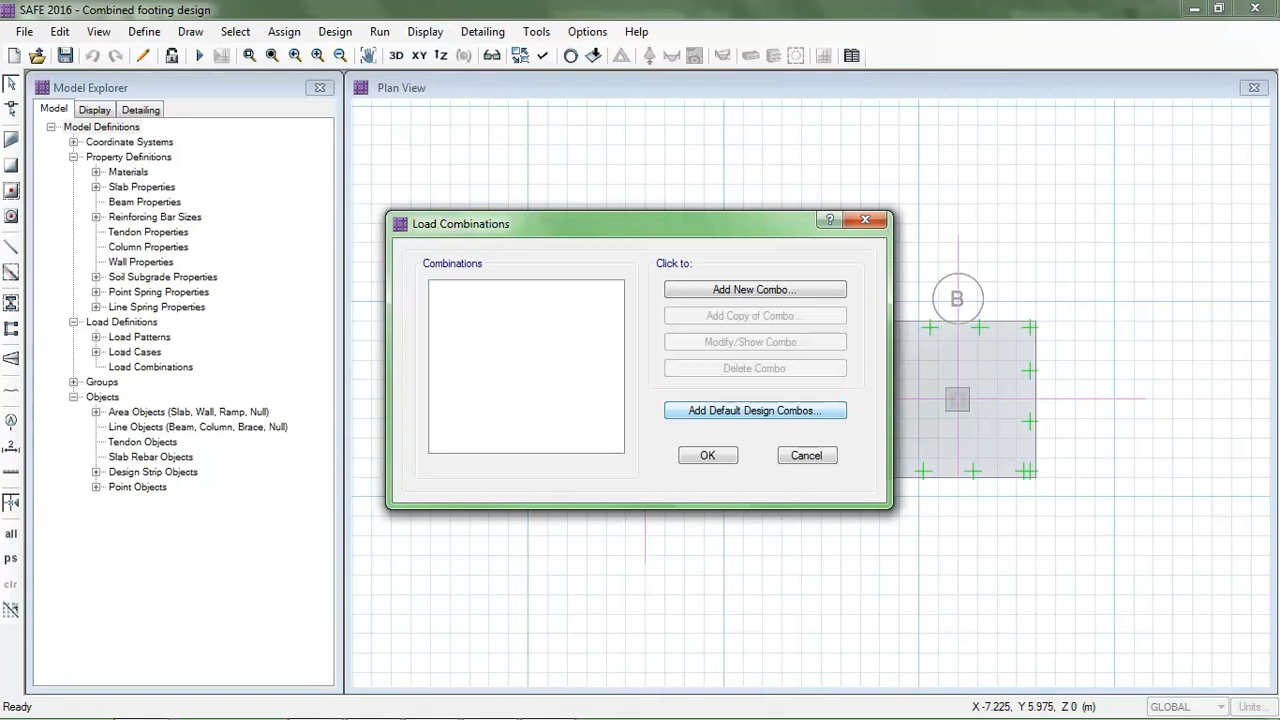 SAFE 2016 - Combined footing design
File Edit View Define Draw Select Assign Design Run Display Detailing Tools Options Help
3D XY
Model Explorer
Model Display Detailing
Model Definitions
Coordinate Systems
Property Definitions
Materials
Slab Properties
Beam Properties
Reinforcing Bar Sizes
Tendon Properties
Column Properties
Wall Properties
Soil Subgrade Properties
Point Spring Properties
Line Spring Properties
Load Definitions
Load Patterns
Load Cases
Load Combinations
Groups
Objects
Area Objects (Slab, Wall, Ramp, Null)
Line Objects (Beam, Column, Brace, Null)
Tendon Objects
Slab Rebar Objects
Design Strip Objects
Point Objects
all
ps
clr
Plan View
B
Load Combinations
Combinations
Click to:
Add New Combo...
Add Copy of Combo...
Modify/Show Combo...
Delete Combo
Add Default Design Combos...
OK Cancel
Ready
X -7.225, Y 5.975, Z 0 (m)
GLOBAL
Units...